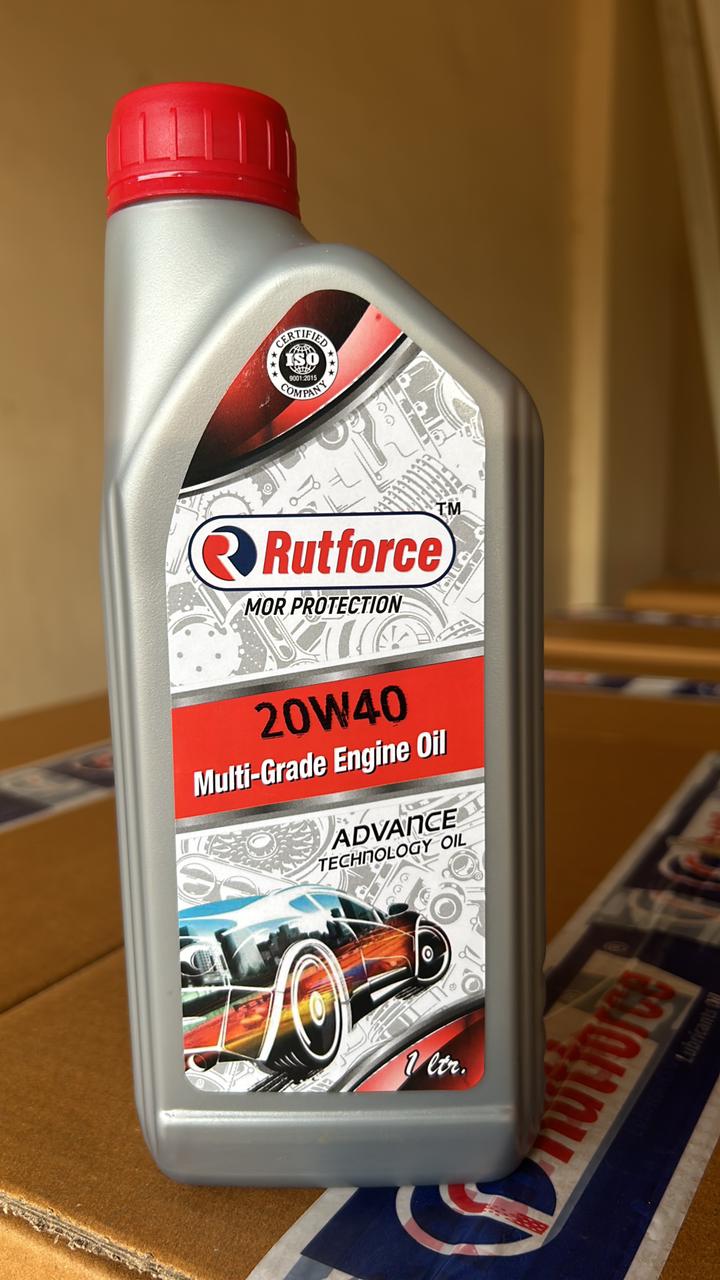 CERTIFIED
ISO
9001:2015
COMPANY
Rutforce TM
MOR PROTECTION
20W40
Multi-Grade Engine Oil
ADVANCE
TECHNOLOGY OIL
1 ltr.
Rutforce ®